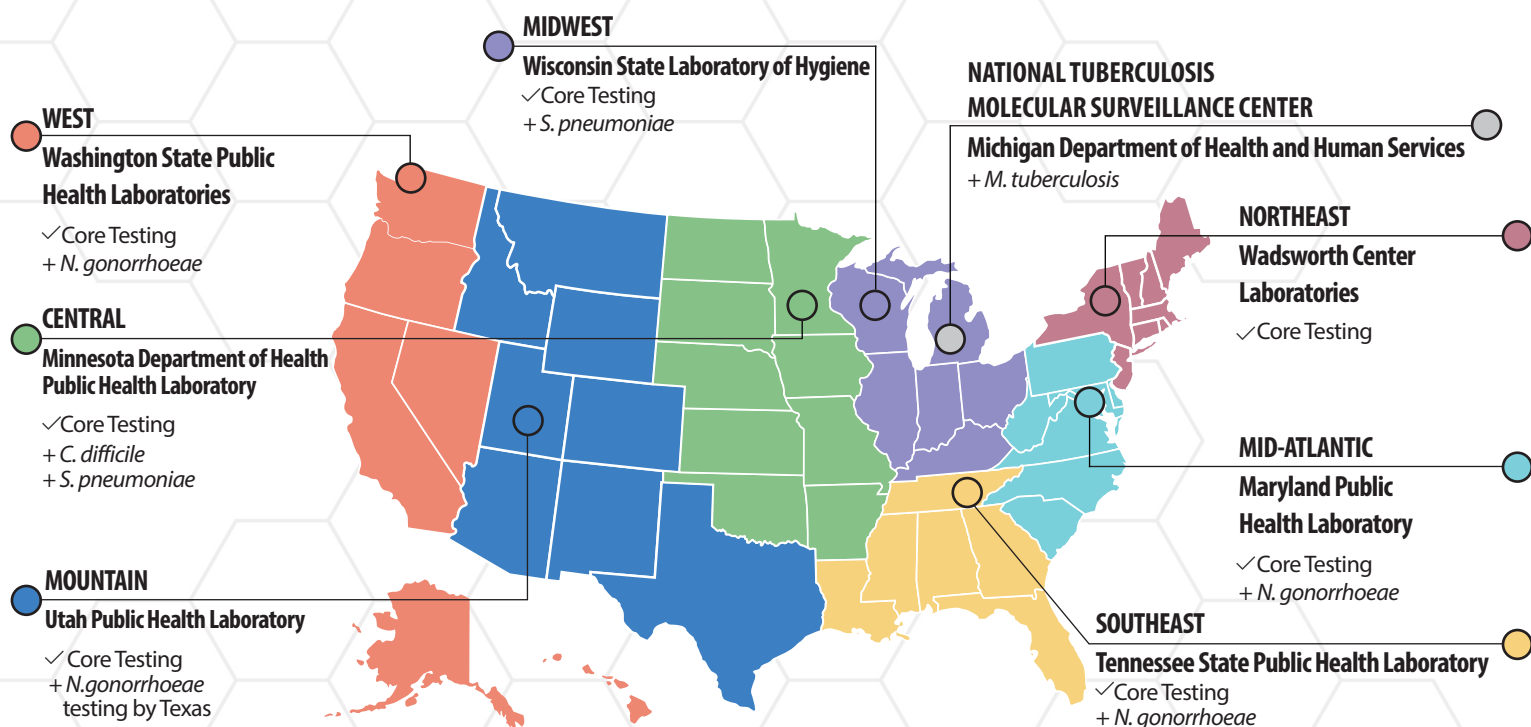 MIDWEST
Wisconsin State Laboratory of Hygiene
✓Core Testing
+ S. pneumoniae
NATIONAL TUBERCULOSIS
MOLECULAR SURVEILLANCE CENTER
Michigan Department of Health and Human Services
+ M. tuberculosis
WEST
Washington State Public
Health Laboratories
✓Core Testing
+ N. gonorrhoeae
NORTHEAST
Wadsworth Center
Laboratories
✓Core Testing
CENTRAL
Minnesota Department of Health
Public Health Laboratory
✓Core Testing
+ C. difficile
+ S. pneumoniae
MID-ATLANTIC
Maryland Public
Health Laboratory
✓Core Testing
+ N. gonorrhoeae
MOUNTAIN
Utah Public Health Laboratory
✓ Core Testing
+ N.gonorrhoeae
testing by Texas
SOUTHEAST
Tennessee State Public Health Laboratory
✓Core Testing
+ N. gonorrhoeae